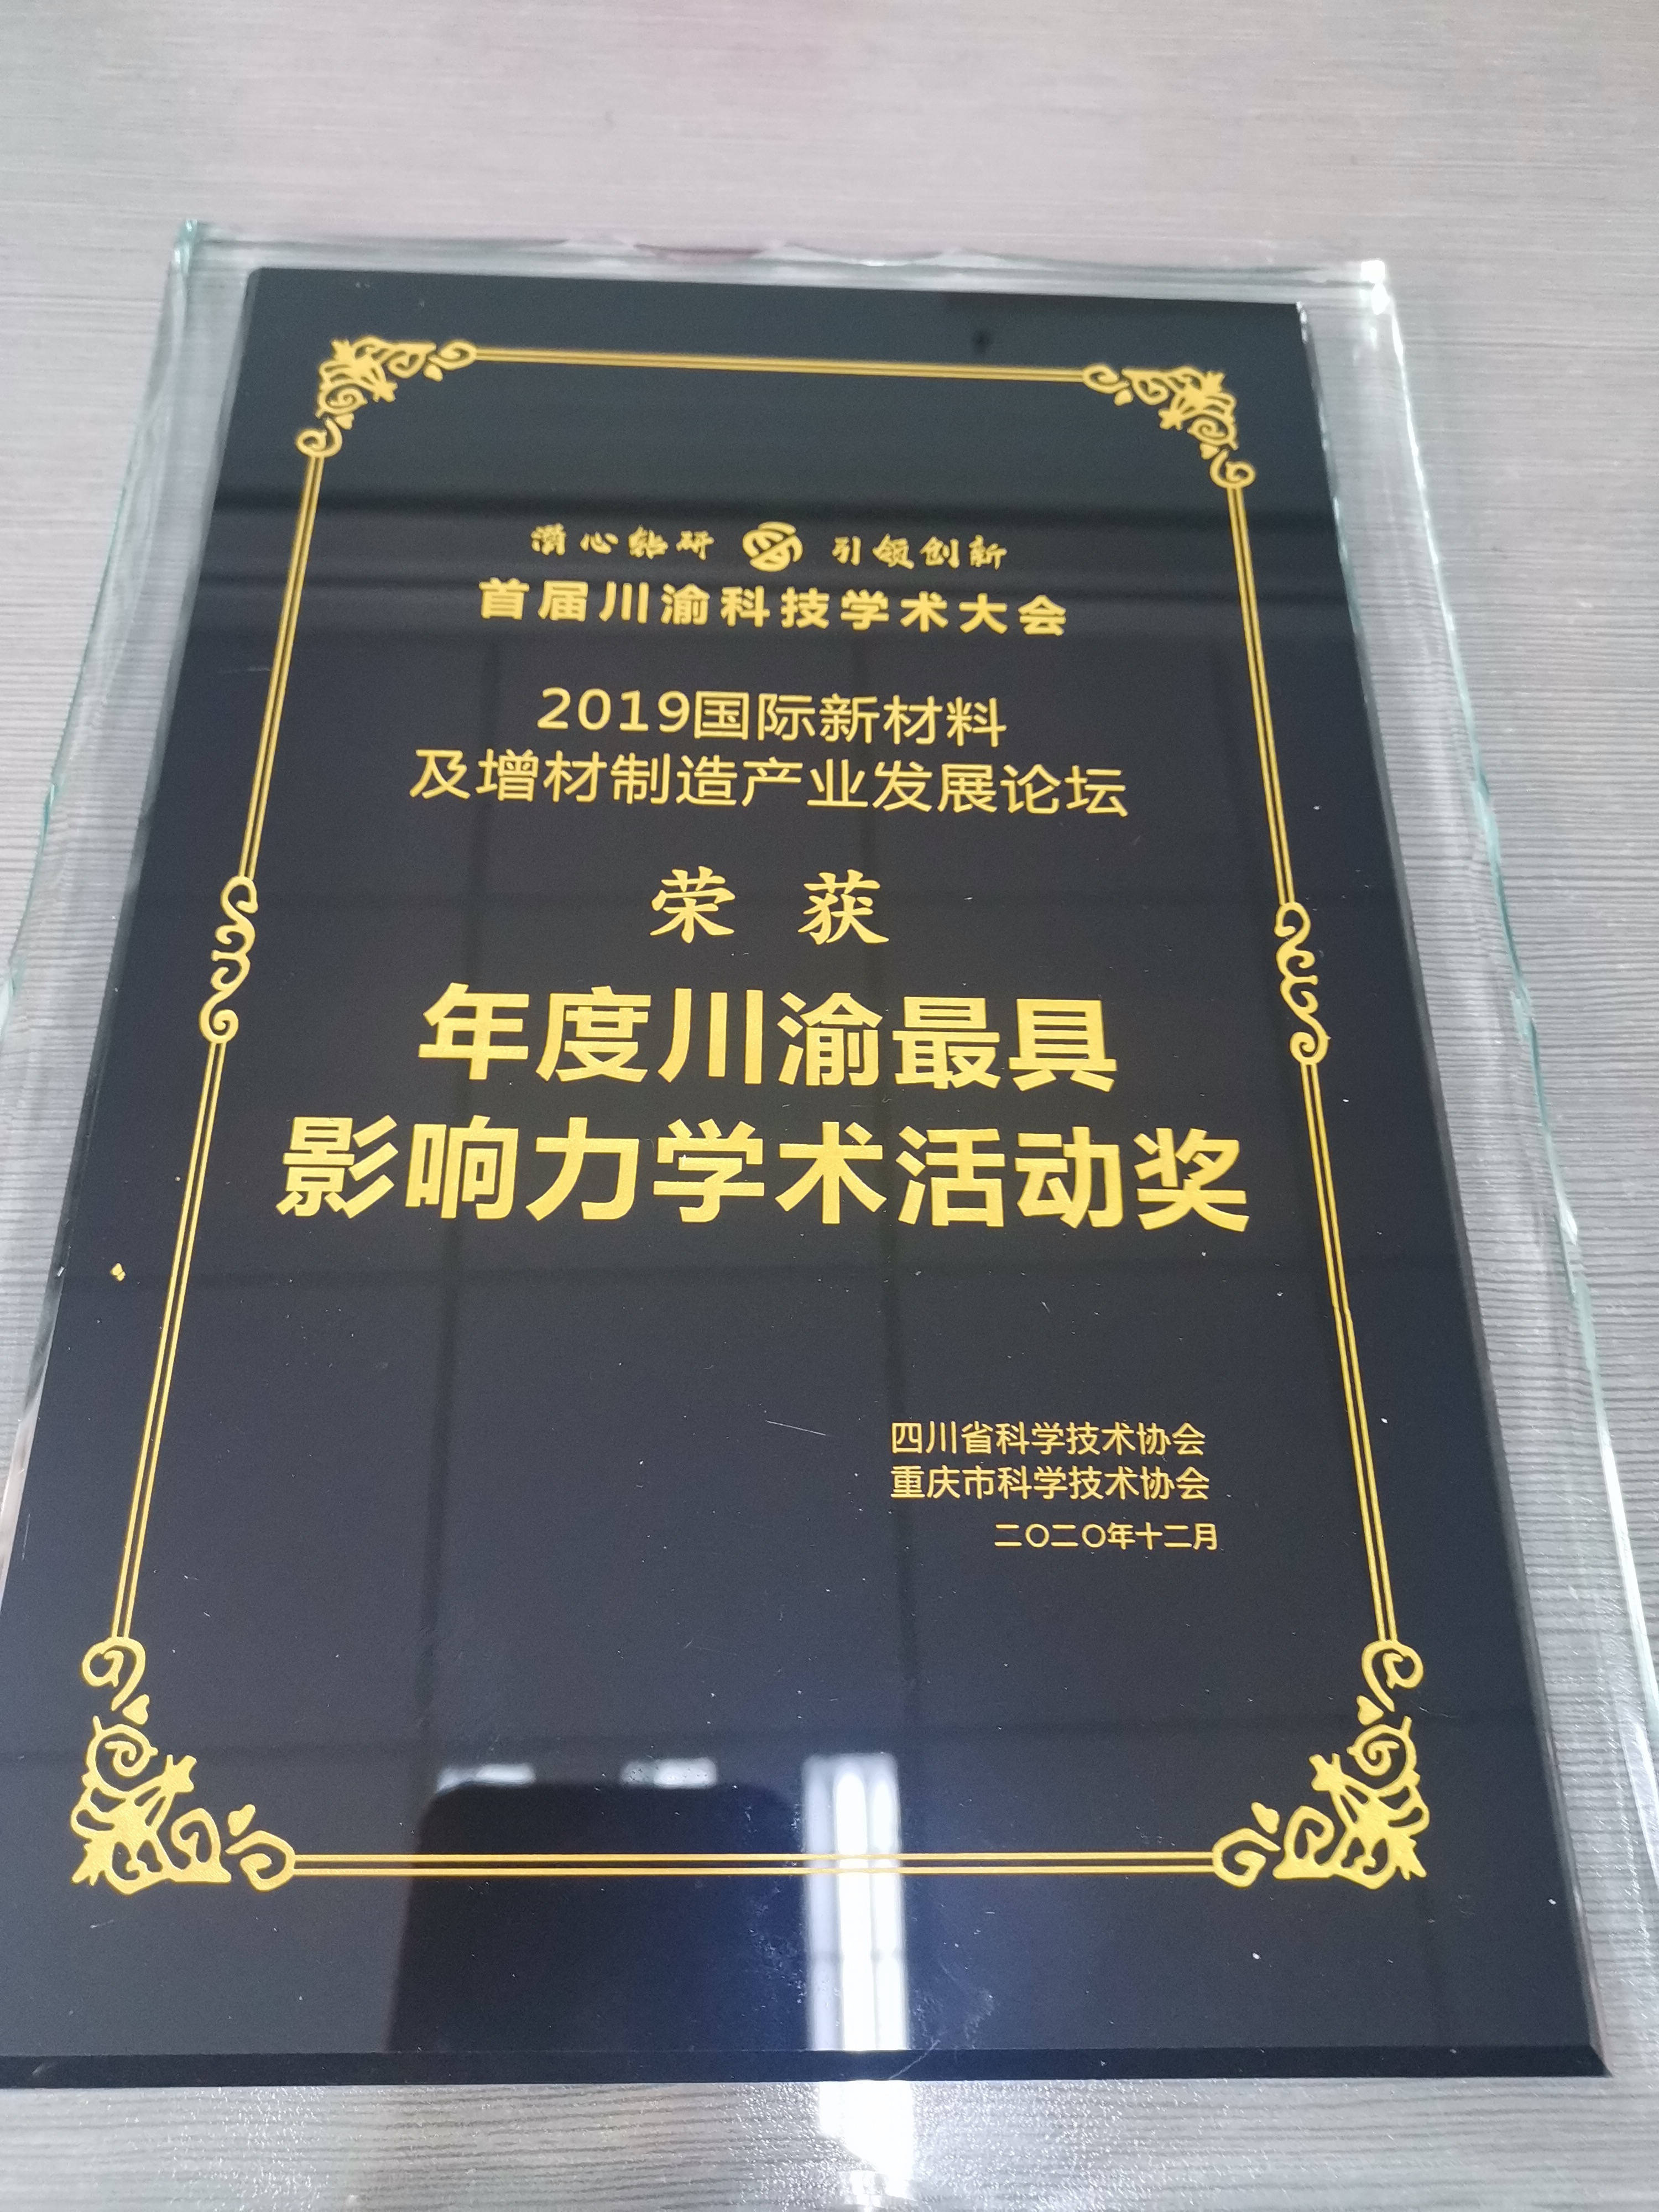 潜心钻研 引领创新
首届川渝科技学术大会
2019国际新材料
及增材制造产业发展论坛
荣 获
年度川渝最具
影响力学术活动奖
四川省科学技术协会
重庆市科学技术协会
二〇二〇年十二月